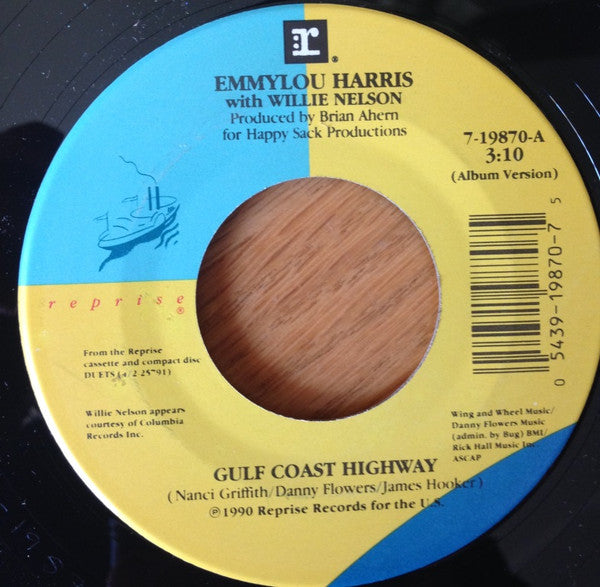 r®
EMMYLOU HARRIS
with WILLIE NELSON
Produced by Brian Ahern
for Happy Sack Productions
7-19870-A
3:10
(Album Version)
reprise
®
5
05439-19870-7
From the Reprise
cassette and compact disc
DUETS (4/2-25791)
Willie Nelson appears
courtesy of Columbia
Records Inc.
Wing and Wheel Music/
Danny Flowers Music
(admin. by Bug) BMI/
Rick Hall Music Inc.
ASCAP
GULF COAST HIGHWAY
(Nanci Griffith/Danny Flowers/James Hooker)
℗1990 Reprise Records for the U.S.